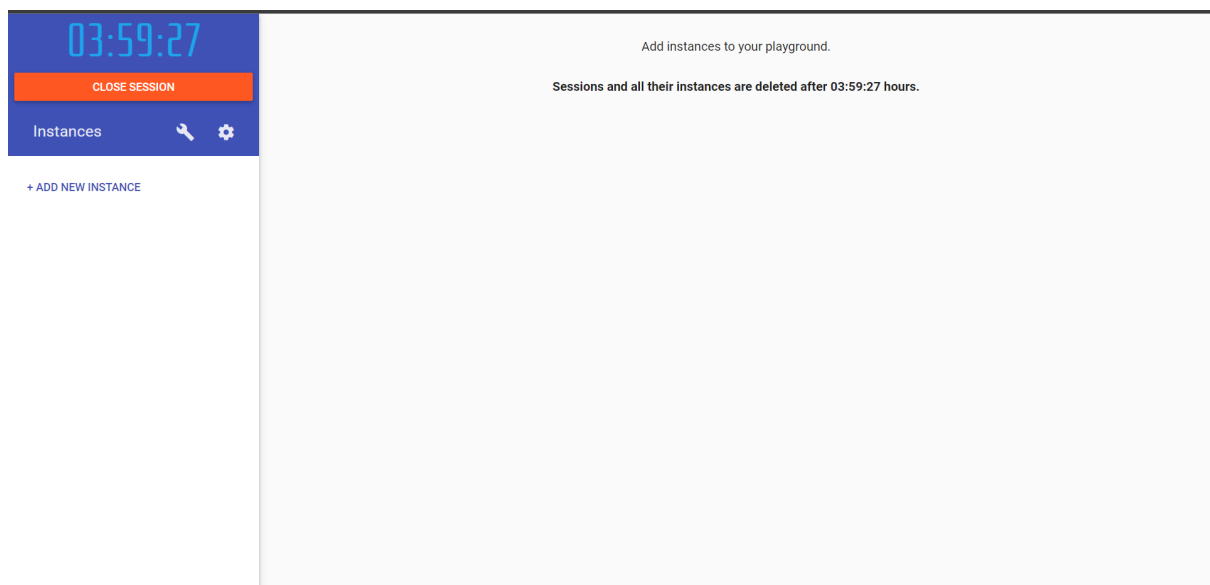 03:59:27
CLOSE SESSION
Instances
+ ADD NEW INSTANCE
Add instances to your playground.
Sessions and all their instances are deleted after 03:59:27 hours.